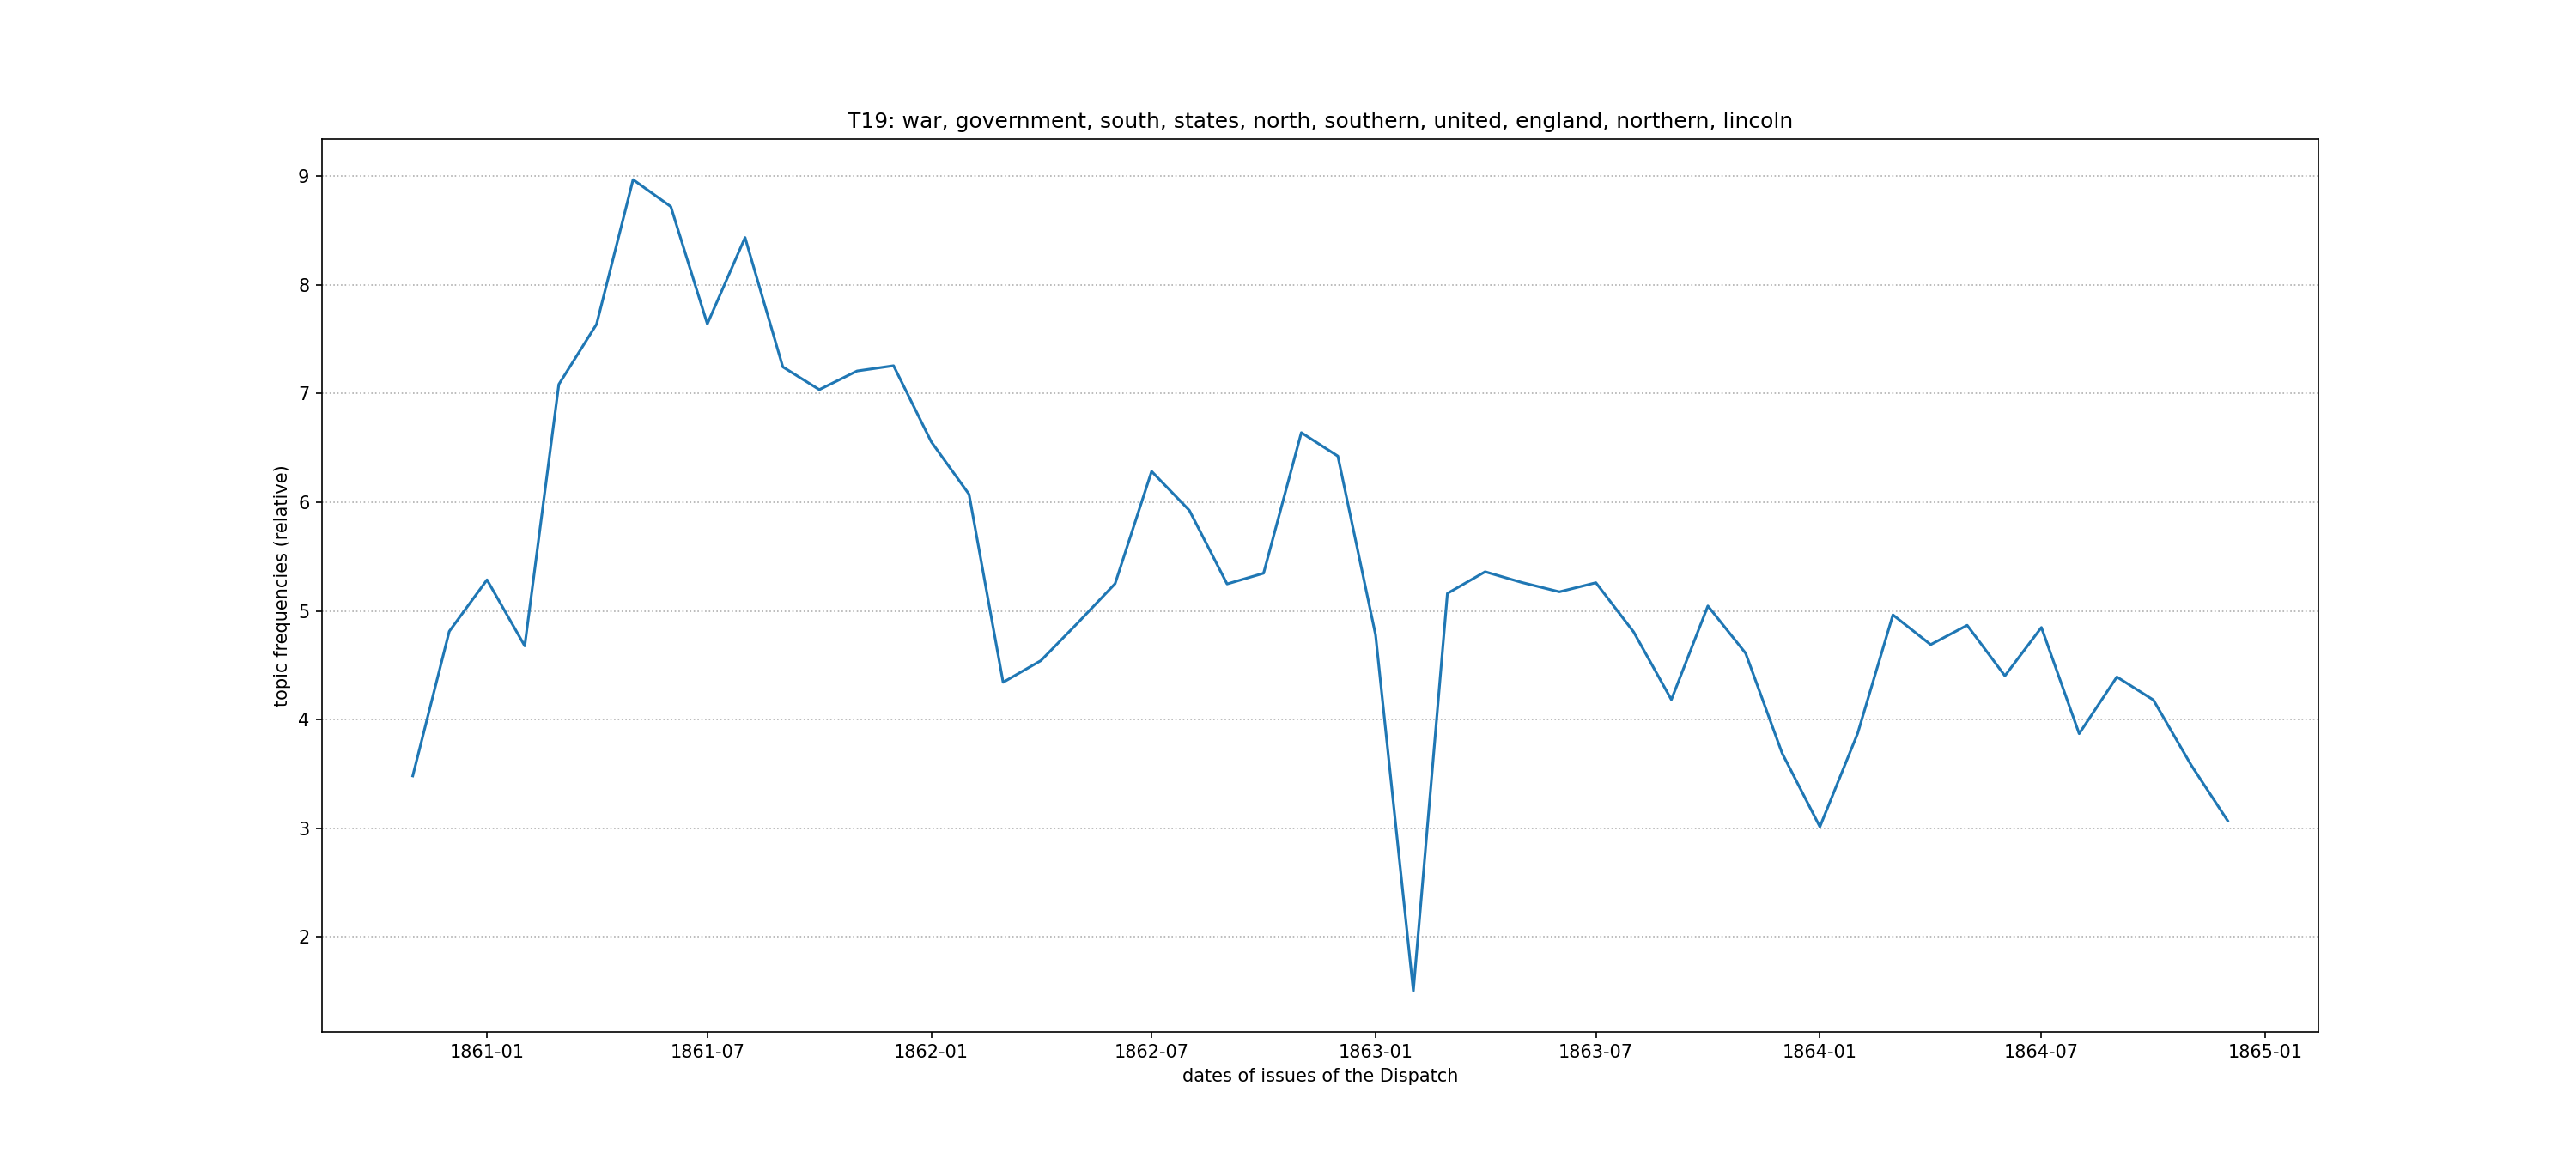 T19: war, government, south, states, north, southern, united, england, northern, lincoln
topic frequencies (relative)
9
8
7
6
5
4
3
2
1861-01 1861-07 1862-01 1862-07 1863-01 1863-07 1864-01 1864-07 1865-01
dates of issues of the Dispatch